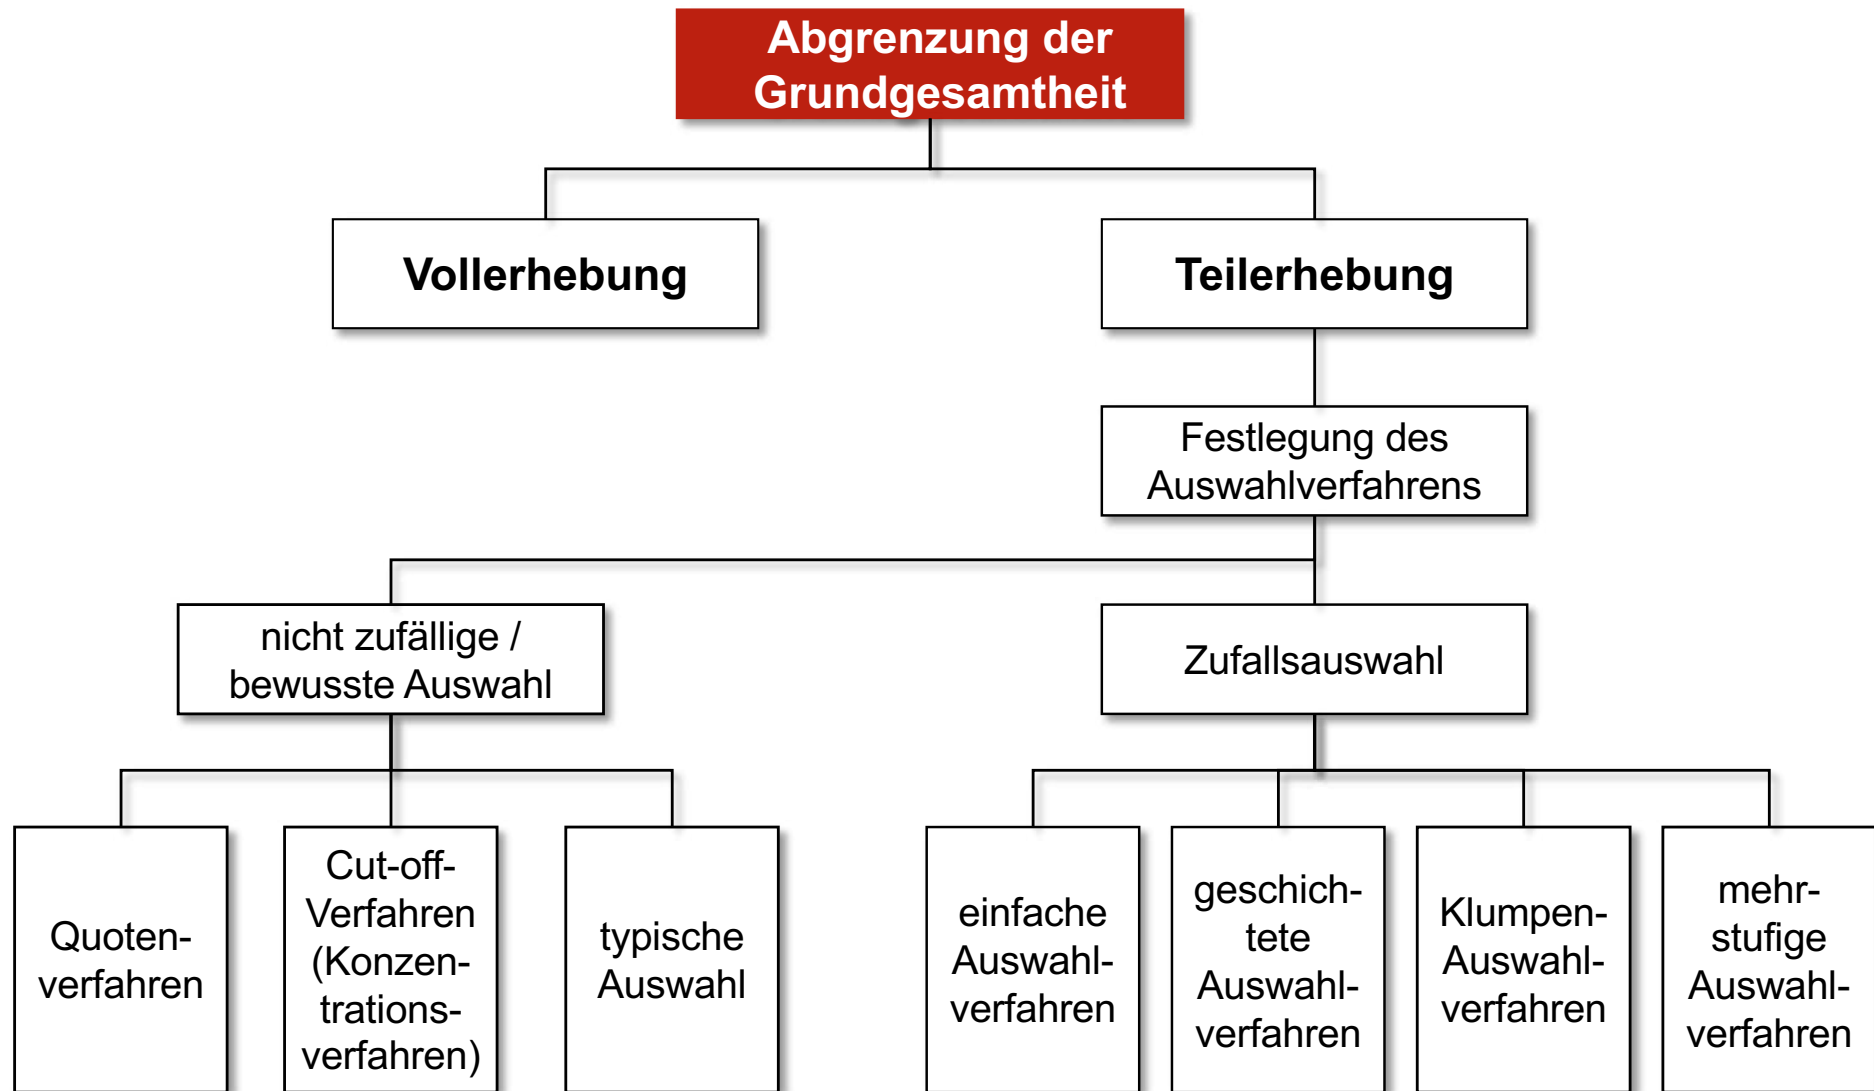 Abgrenzung der
Grundgesamtheit
Vollerhebung
Teilerhebung
Festlegung des
Auswahlverfahrens
nicht zufällige /
bewusste Auswahl
Zufallsauswahl
Quoten-
verfahren
Cut-off-
Verfahren
(Konzen-
trations-
verfahren)
typische
Auswahl
einfache
Auswahl-
verfahren
geschich-
tete
Auswahl-
verfahren
Klumpen-
Auswahl-
verfahren
mehr-
stufige
Auswahl-
verfahren